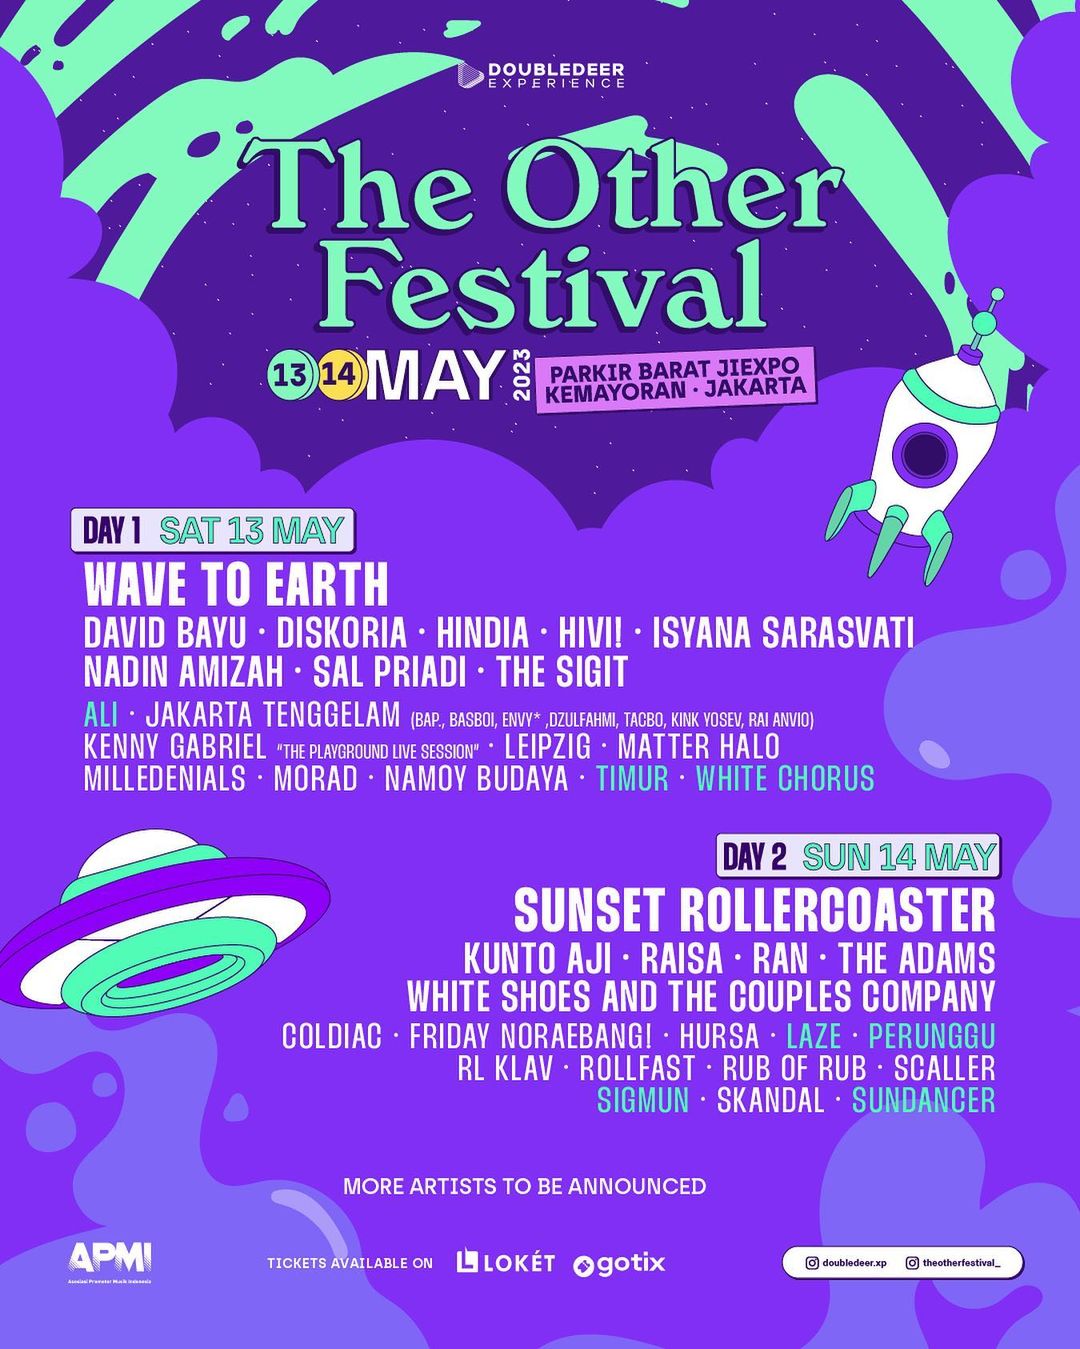 DOUBLEDEER
EXPERIENCE
The Other
Festival
13 14 MAY 2023
PARKIR BARAT JIEXPO
KEMAYORAN · JAKARTA
DAY 1 SAT 13 MAY
WAVE TO EARTH
DAVID BAYU · DISKORIA · HINDIA · HIVI! · ISYANA SARASVATI
NADIN AMIZAH · SAL PRIADI · THE SIGIT
ALI · JAKARTA TENGGELAM (BAP., BASBOI, ENVY* ,DZULFAHMI, TACBO, KINK YOSEV, RAI ANVIO)
KENNY GABRIEL "THE PLAYGROUND LIVE SESSION" · LEIPZIG · MATTER HALO
MILLEDENIALS · MORAD · NAMOY BUDAYA · TIMUR · WHITE CHORUS
DAY 2 SUN 14 MAY
SUNSET ROLLERCOASTER
KUNTO AJI · RAISA · RAN · THE ADAMS
WHITE SHOES AND THE COUPLES COMPANY
COLDIAC · FRIDAY NORAEBANG! · HURSA · LAZE · PERUNGGU
RL KLAV · ROLLFAST · RUB OF RUB · SCALLER
SIGMUN · SKANDAL · SUNDANCER
MORE ARTISTS TO BE ANNOUNCED
APMI
Asosiasi Promotor Musik Indonesia
TICKETS AVAILABLE ON LOKÉT gotix
doubledeer.xp theotherfestival_